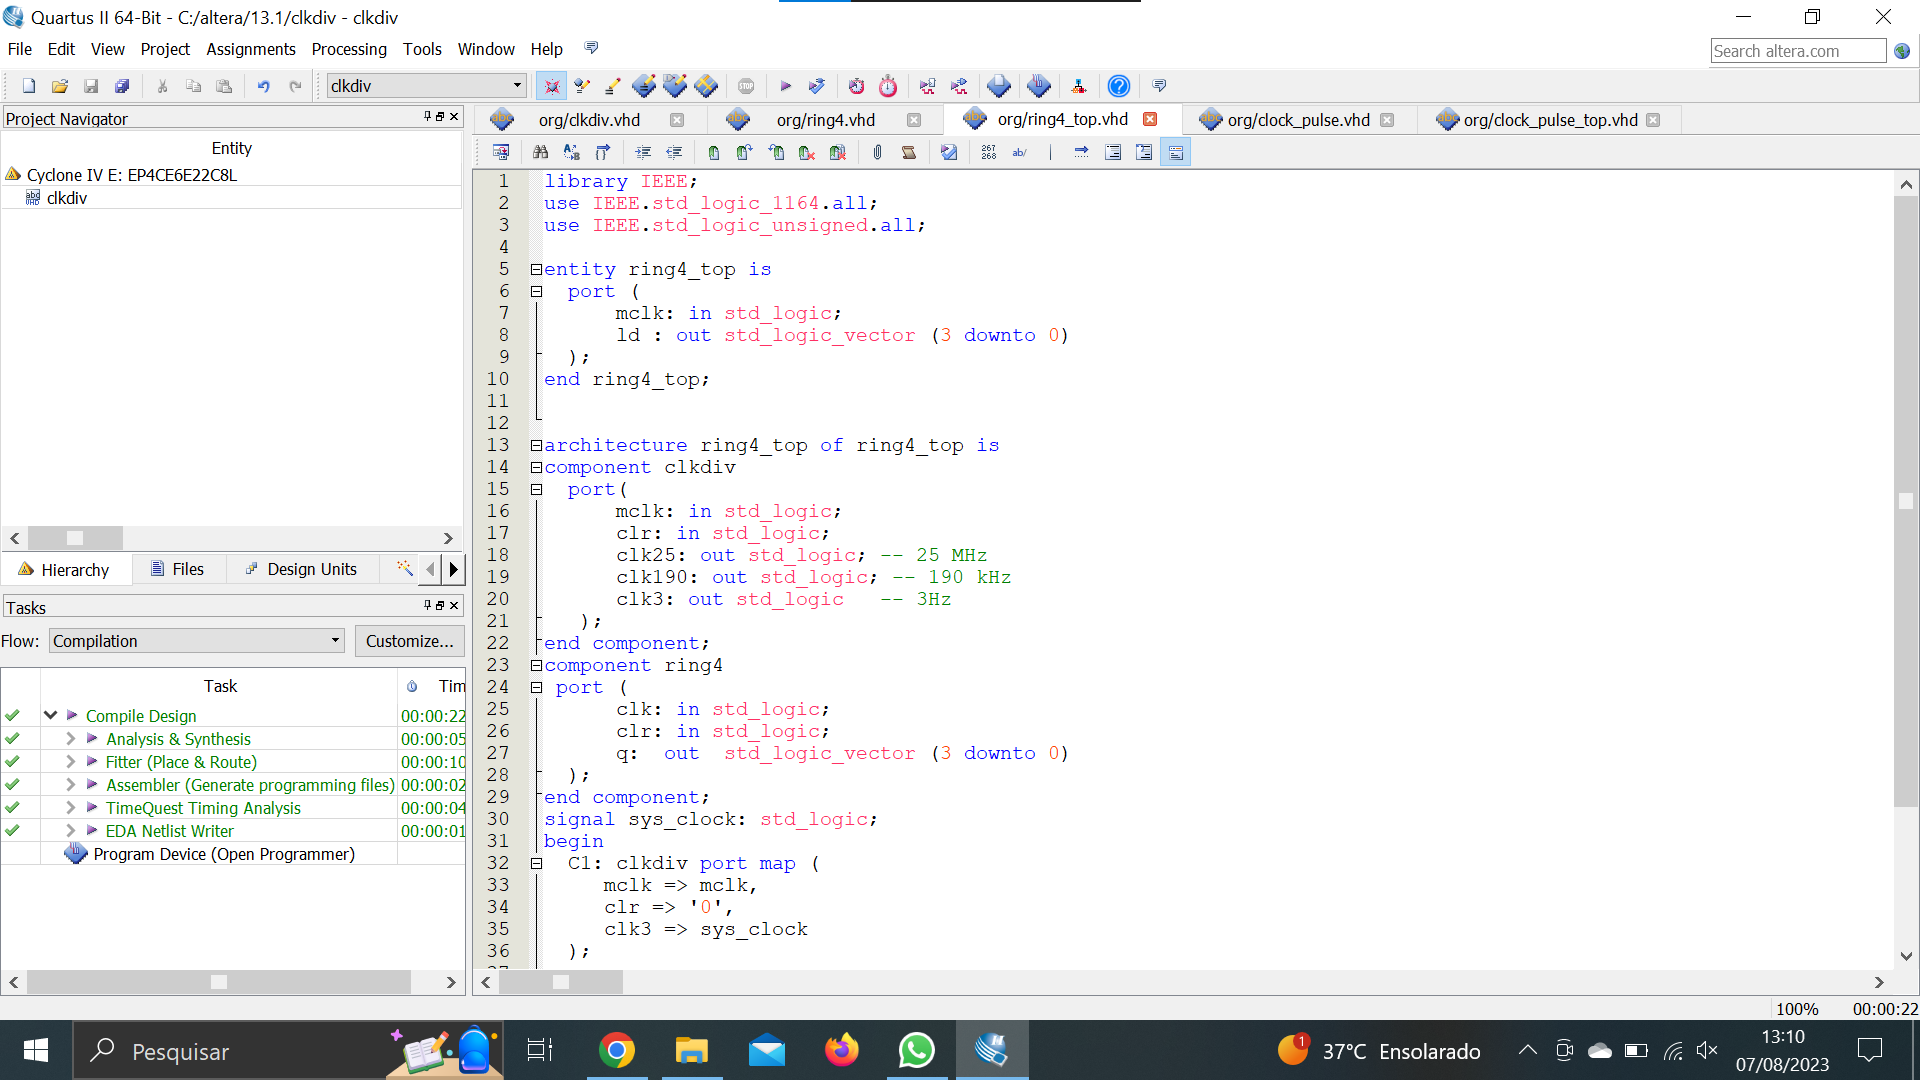 Quartus II 64-Bit - C:/altera/13.1/clkdiv - clkdiv
File Edit View Project Assignments Processing Tools Window Help
Search altera.com
clkdiv
STOP
Project Navigator
Entity
Cyclone IV E: EP4CE6E22C8L
clkdiv
Hierarchy Files Design Units
Tasks
Flow: Compilation Customize...
Task Tim
Compile Design 00:00:22
Analysis & Synthesis 00:00:05
Fitter (Place & Route) 00:00:10
Assembler (Generate programming files) 00:00:02
TimeQuest Timing Analysis 00:00:04
EDA Netlist Writer 00:00:01
Program Device (Open Programmer)
org/clkdiv.vhd org/ring4.vhd org/ring4_top.vhd org/clock_pulse.vhd org/clock_pulse_top.vhd
267 268 ab/
1 library IEEE;
2 use IEEE.std_logic_1164.all;
3 use IEEE.std_logic_unsigned.all;
4
5 entity ring4_top is
6 port (
7 mclk: in std_logic;
8 ld : out std_logic_vector (3 downto 0)
9 );
10 end ring4_top;
11
12
13 architecture ring4_top of ring4_top is
14 component clkdiv
15 port(
16 mclk: in std_logic;
17 clr: in std_logic;
18 clk25: out std_logic; -- 25 MHz
19 clk190: out std_logic; -- 190 kHz
20 clk3: out std_logic -- 3Hz
21 );
22 end component;
23 component ring4
24 port (
25 clk: in std_logic;
26 clr: in std_logic;
27 q: out std_logic_vector (3 downto 0)
28 );
29 end component;
30 signal sys_clock: std_logic;
31 begin
32 C1: clkdiv port map (
33 mclk => mclk,
34 clr => '0',
35 clk3 => sys_clock
36 );
100% 00:00:22
Pesquisar
1 37°C Ensolarado
13:10
07/08/2023